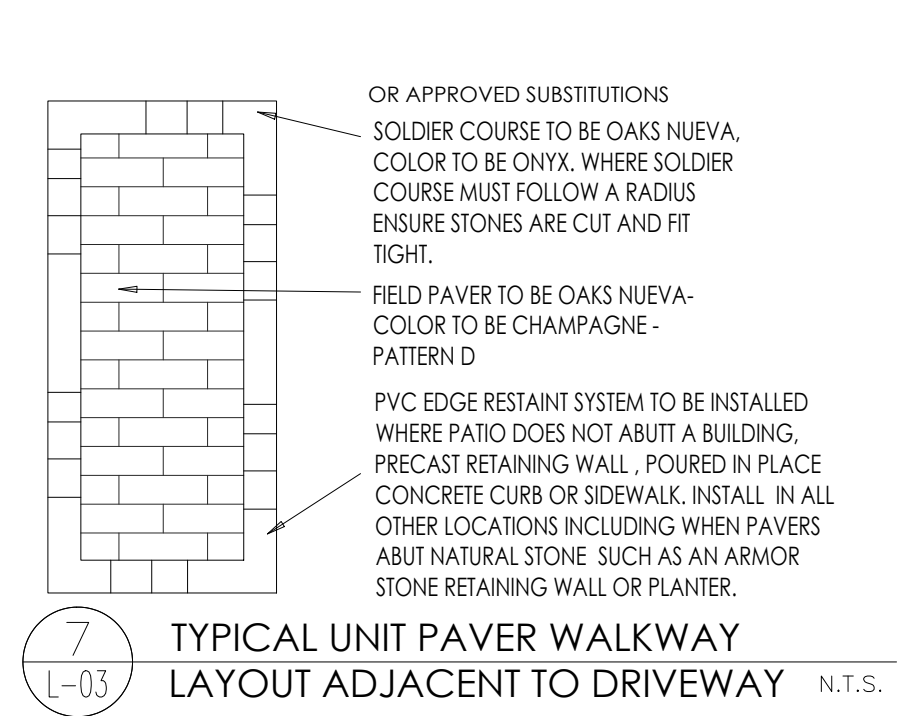 OR APPROVED SUBSTITUTIONS
SOLDIER COURSE TO BE OAKS NUEVA,
COLOR TO BE ONYX. WHERE SOLDIER
COURSE MUST FOLLOW A RADIUS
ENSURE STONES ARE CUT AND FIT
TIGHT.
FIELD PAVER TO BE OAKS NUEVA-
COLOR TO BE CHAMPAGNE -
PATTERN D
PVC EDGE RESTAINT SYSTEM TO BE INSTALLED
WHERE PATIO DOES NOT ABUTT A BUILDING,
PRECAST RETAINING WALL , POURED IN PLACE
CONCRETE CURB OR SIDEWALK. INSTALL IN ALL
OTHER LOCATIONS INCLUDING WHEN PAVERS
ABUT NATURAL STONE SUCH AS AN ARMOR
STONE RETAINING WALL OR PLANTER.
7
TYPICAL UNIT PAVER WALKWAY
L-03
LAYOUT ADJACENT TO DRIVEWAY N.T.S.